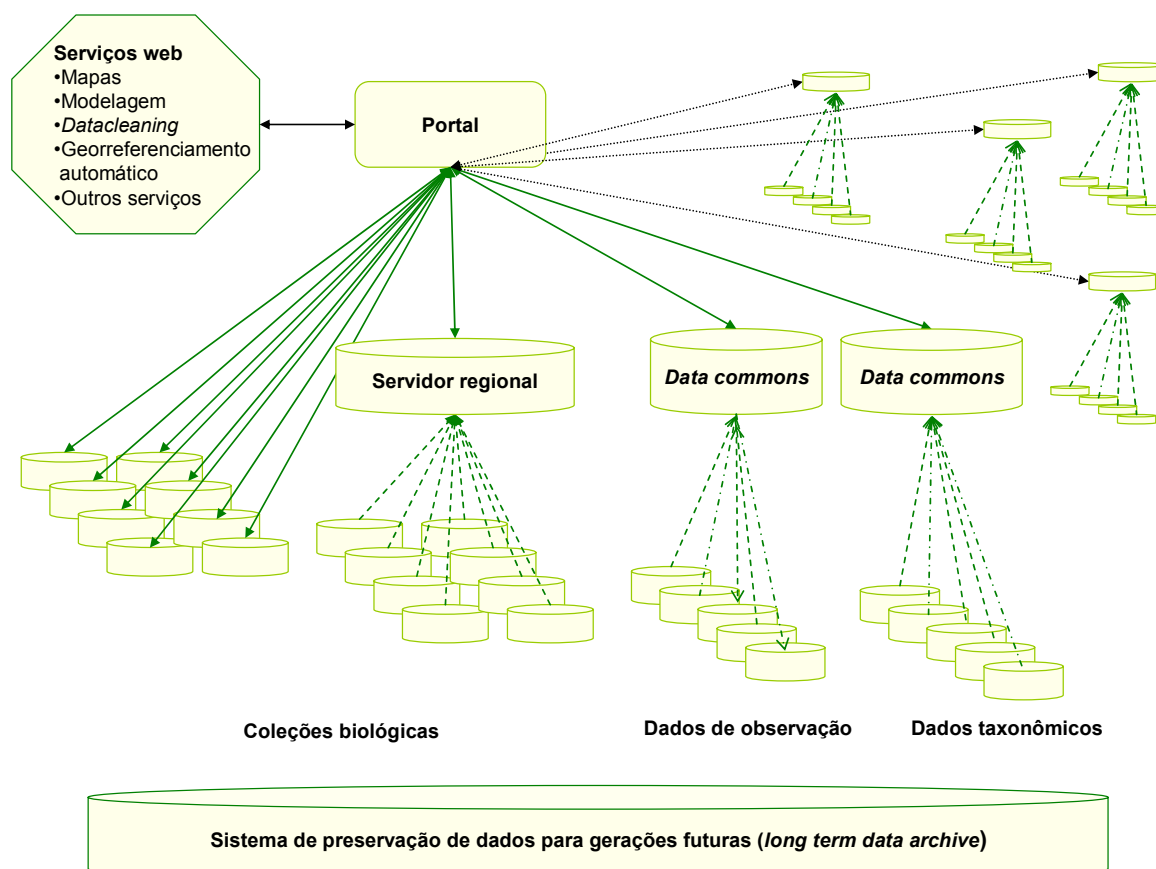 Serviços web
•Mapas
•Modelagem
•Datacleaning
•Georreferenciamento
automático
•Outros serviços
Portal
Servidor regional
Data commons
Data commons
Coleções biológicas
Dados de observação
Dados taxonômicos
Sistema de preservação de dados para gerações futuras (long term data archive)